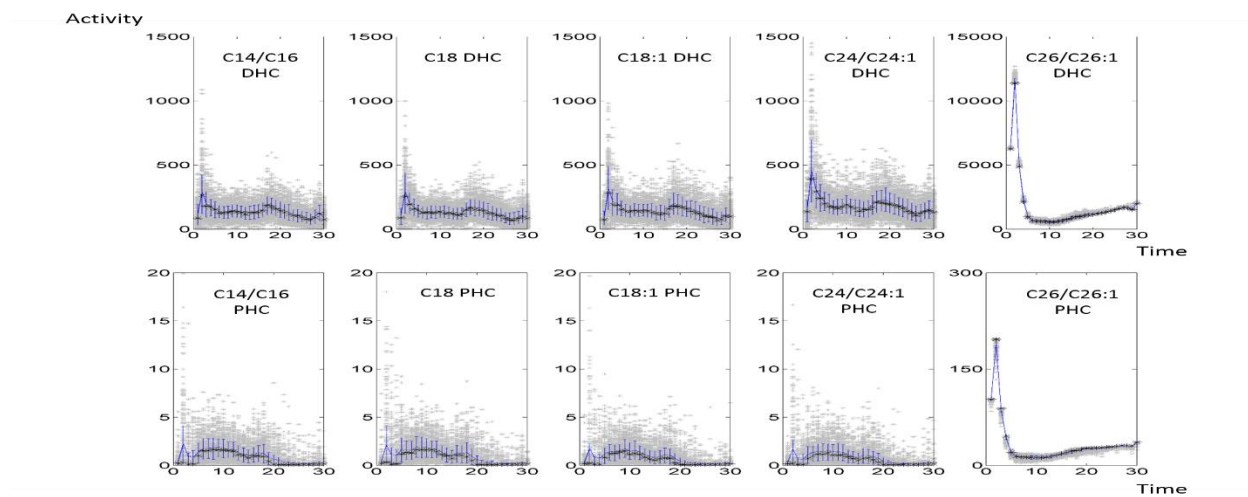 Activity
1500 1500 1500 1500 15000
C14/C16 C18 DHC C18:1 DHC C24/C24:1 C26/C26:1
DHC DHC DHC
1000 1000 1000 1000 10000
500 500 500 500 5000
0 0 0 0 0
0 10 20 30 0 10 20 30 0 10 20 30 0 10 20 30 0 10 20 30
Time
20 20 20 20 300
C14/C16 C18 PHC C18:1 PHC C24/C24:1 C26/C26:1
PHC PHC PHC
15 15 15 15
10 10 10 10 150
5 5 5 5
0 0 0 0 0
0 10 20 30 0 10 20 30 0 10 20 30 0 10 20 30 0 10 20 30
Time